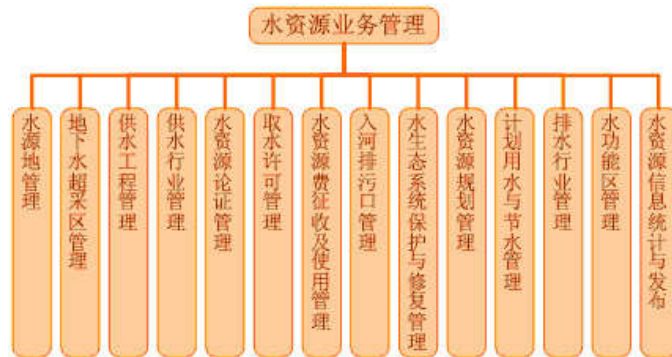 水资源业务管理
水源地管理
地下水超采区管理
供水工程管理
供水行业管理
水资源论证管理
取水许可管理
水资源费征收及使用管理
入河排污口管理
水生态系统保护与修复管理
水资源规划管理
计划用水与节水管理
排水行业管理
水功能区管理
水资源信息统计与发布